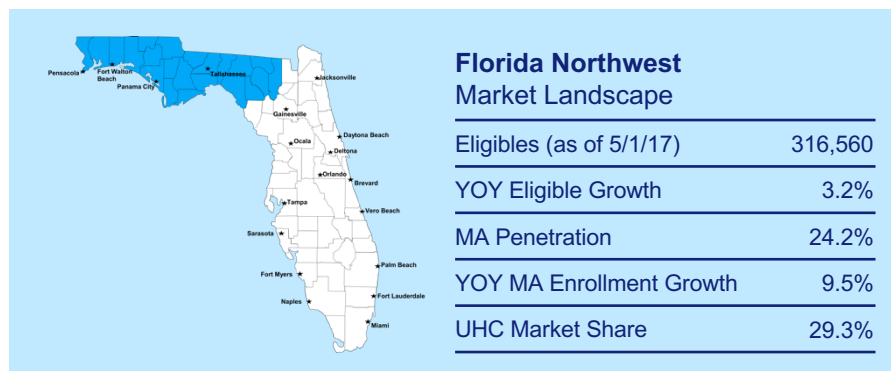 Pensacola
Fort Walton
Beach
Panama City
Tallahassee
Jacksonville
Gainesville
Daytona Beach
Ocala
Deltona
Orlando
Brevard
Tampa
Vero Beach
Sarasota
Palm Beach
Fort Myers
Fort Lauderdale
Naples
Miami
Florida Northwest
Market Landscape
Eligibles (as of 5/1/17) 316,560
YOY Eligible Growth 3.2%
MA Penetration 24.2%
YOY MA Enrollment Growth 9.5%
UHC Market Share 29.3%